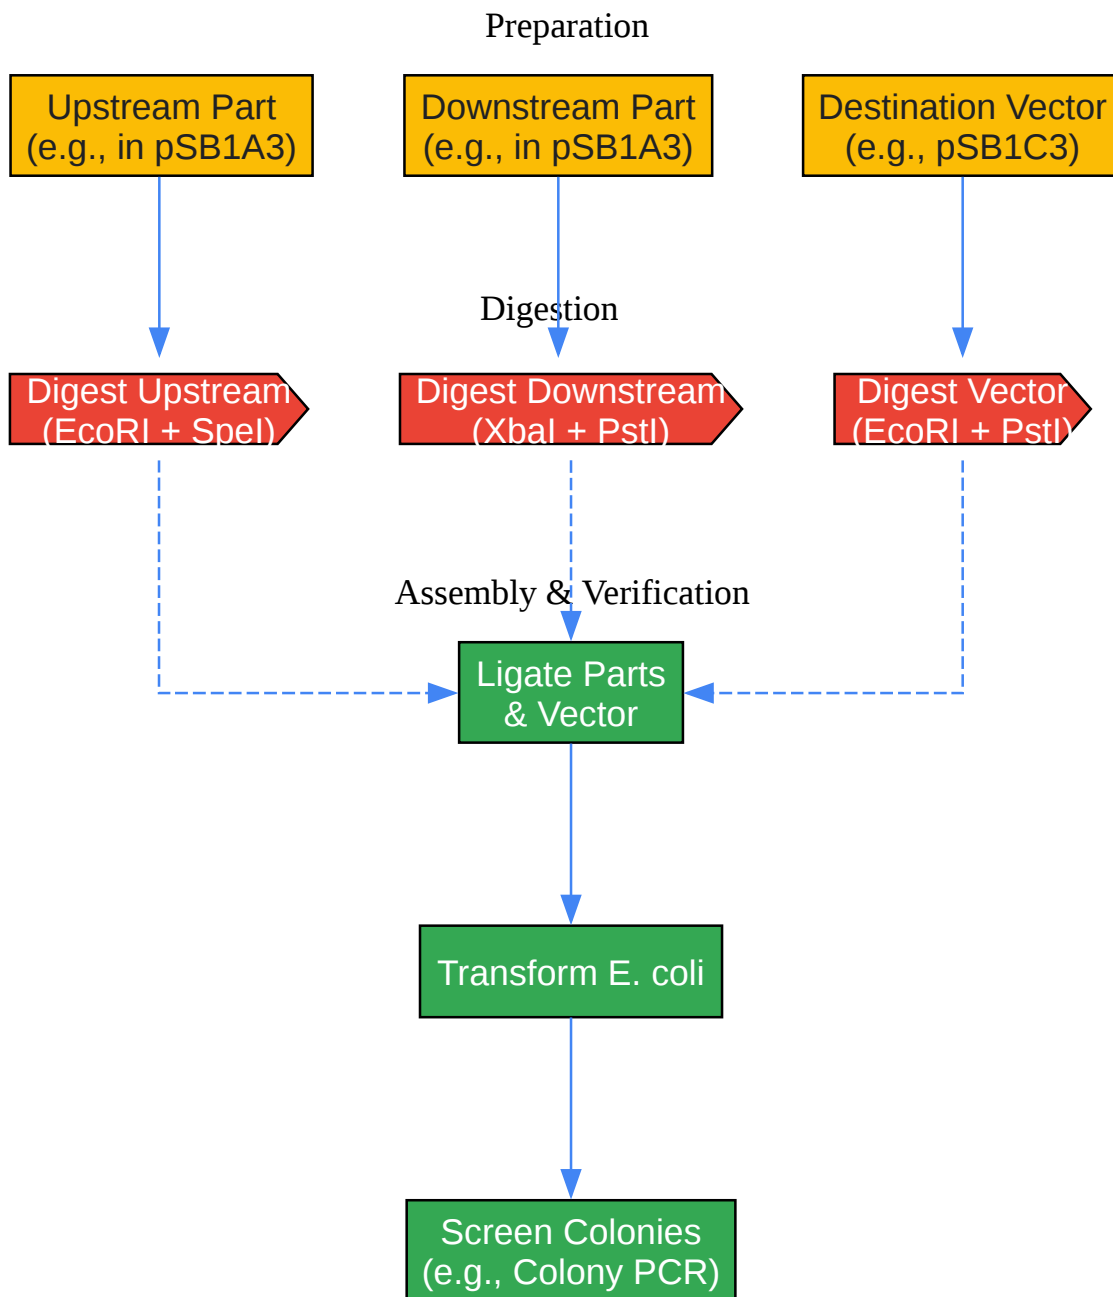 Preparation
Upstream Part
(e.g., in pSB1A3)
Downstream Part
(e.g., in pSB1A3)
Destination Vector
(e.g., pSB1C3)
Digestion
Digest Upstream
(EcoRI + SpeI)
Digest Downstream
(XbaI + PstI)
Digest Vector
(EcoRI + PstI)
Assembly & Verification
Ligate Parts
& Vector
Transform E. coli
Screen Colonies
(e.g., Colony PCR)